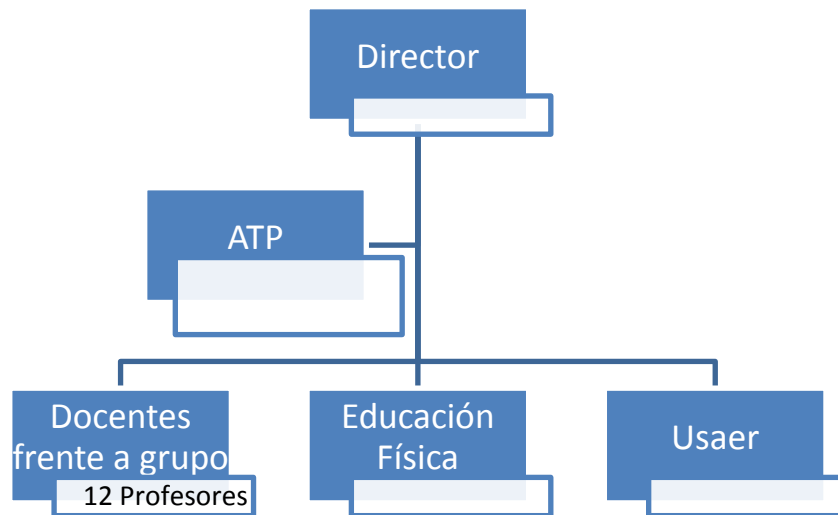 Director
ATP
Docentes
frente a grupo
12 Profesores
Educación
Física
Usaer